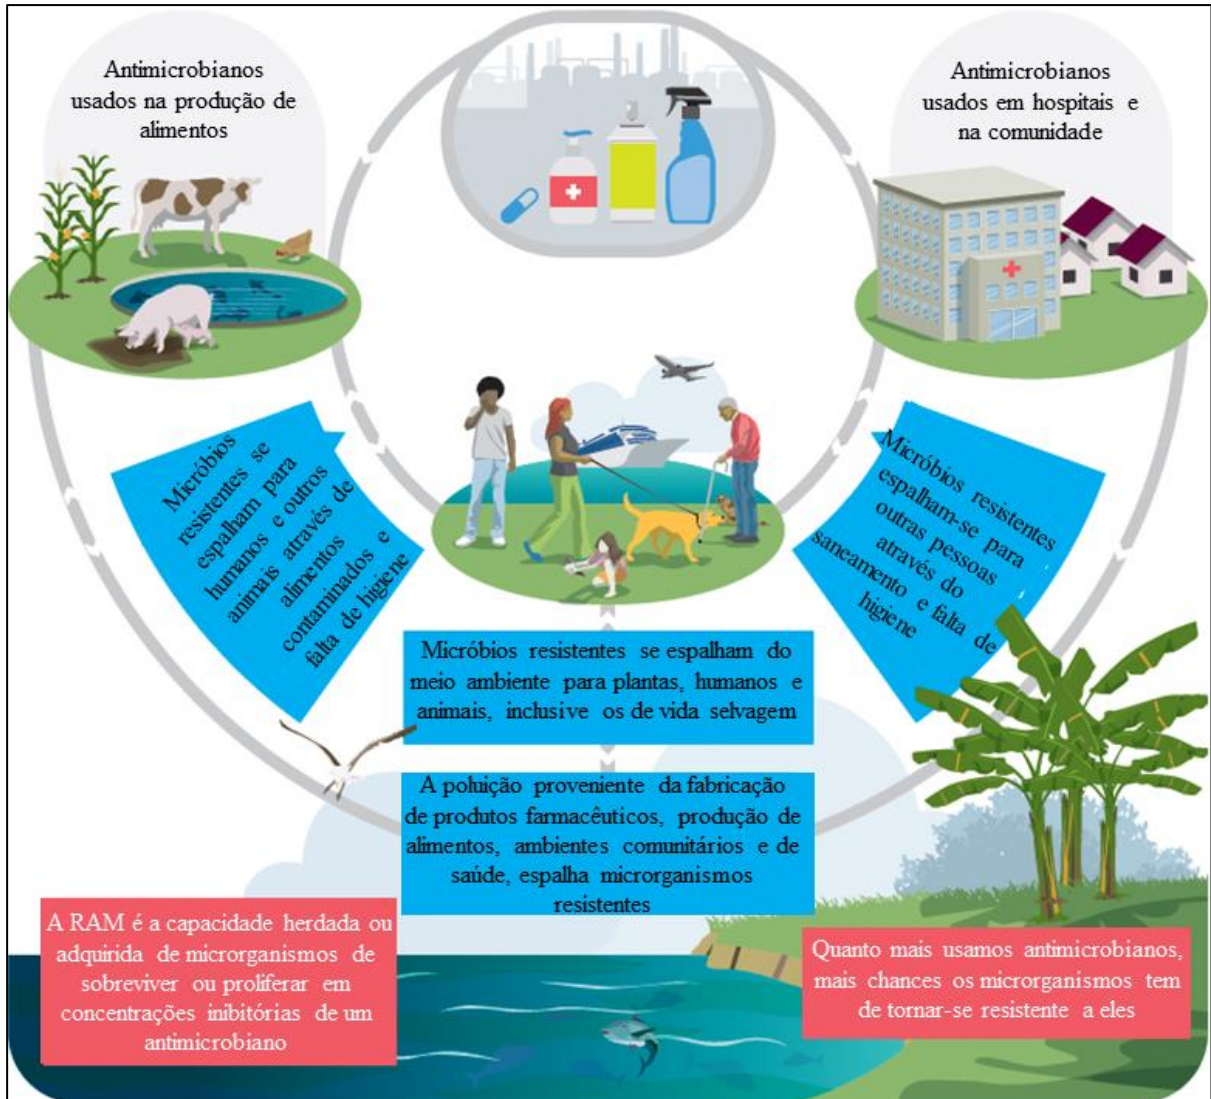 Antimicrobianos
usados na produção de
alimentos
Antimicrobianos
usados em hospitais e
na comunidade
Micróbios
resistentes se
espalham para
humanos e outros
animais através de
alimentos
contaminados e
falta de higiene
Micróbios resistentes
espalham-se para
outras pessoas
através do
saneamento e falta de
higiene
Micróbios resistentes se espalham do
meio ambiente para plantas, humanos e
animais, inclusive os de vida selvagem
A poluição proveniente da fabricação
de produtos farmacêuticos, produção de
alimentos, ambientes comunitários e de
saúde, espalha microrganismos
resistentes
A RAM é a capacidade herdada ou
adquirida de microrganismos de
sobreviver ou proliferar em
concentrações inibitórias de um
antimicrobiano
Quanto mais usamos antimicrobianos,
mais chances os microrganismos tem
de tornar-se resistente a eles